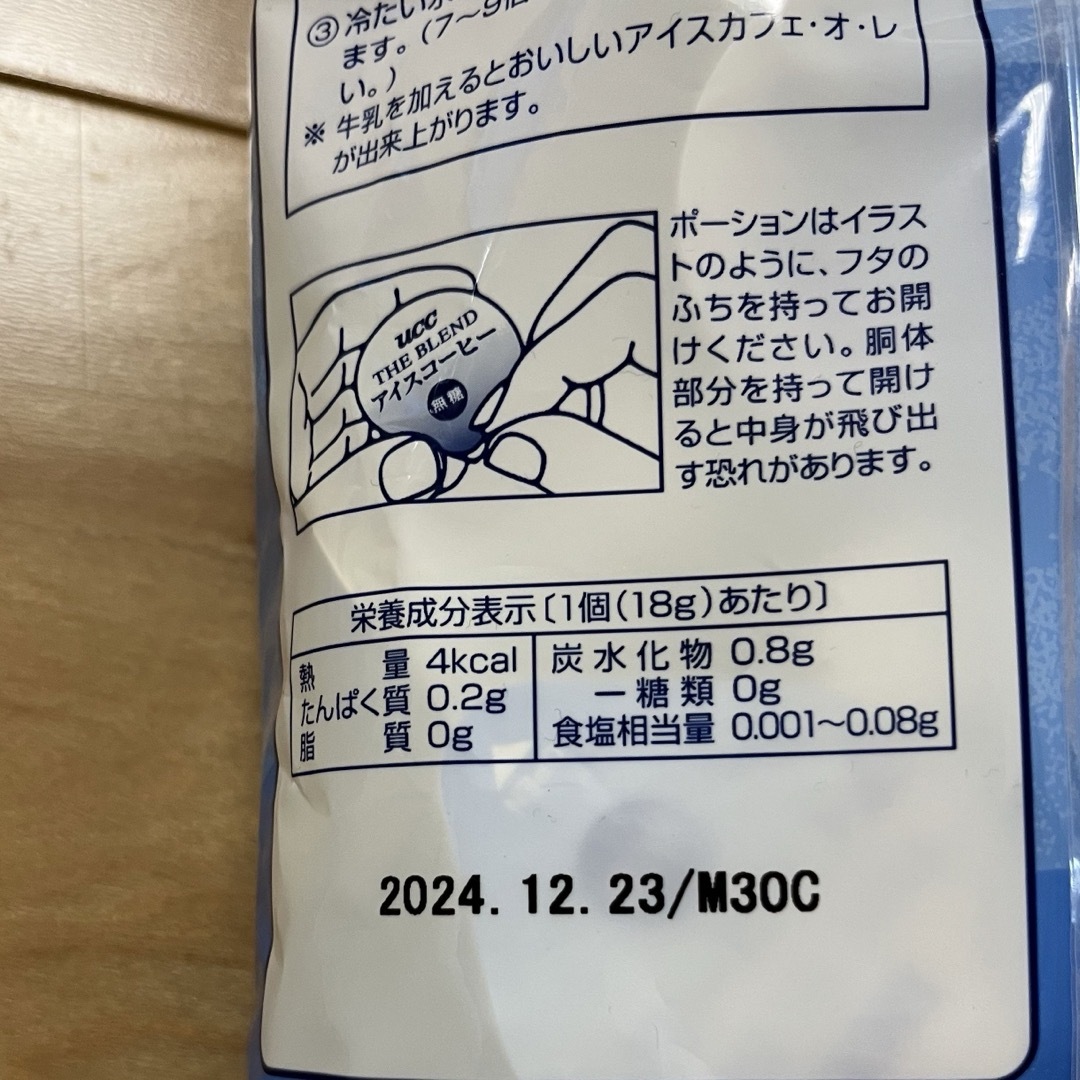 ③ 冷たい
ます。(7〜9個
い。)
※ 牛乳を加えるとおいしいアイスカフェ・オ・レ
が出来上がります。
ucc
THE BLEND
アイスコーヒー
無糖
ポーションはイラス
トのように、フタの
ふちを持ってお開
けください。胴体
部分を持って開け
ると中身が飛び出
す恐れがあります。
栄養成分表示〔1個(18g)あたり〕
熱量 4kcal
たんぱく質 0.2g
脂質 0g
炭水化物 0.8g
ー糖類 0g
食塩相当量 0.001〜0.08g
2024.12.23/M30C